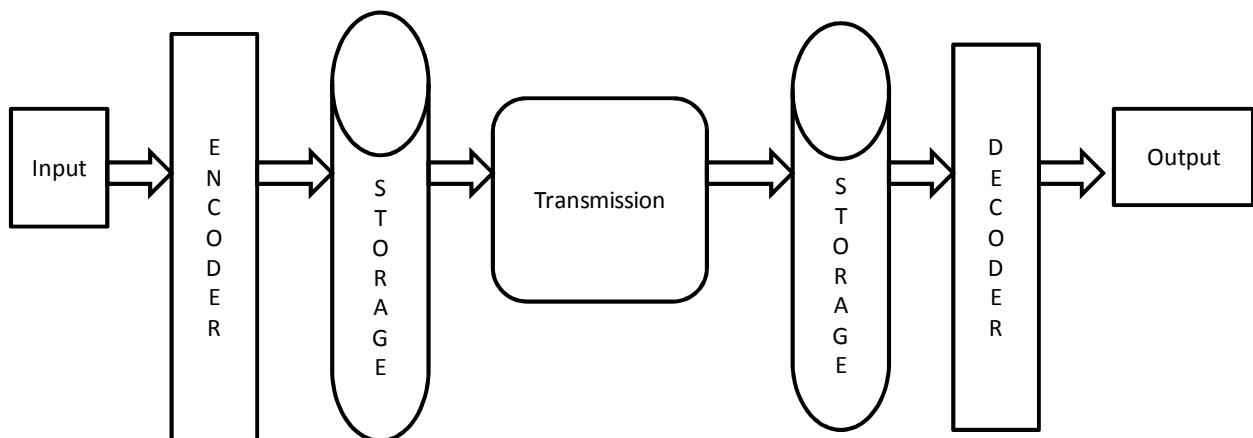 Input
ENCODER
STORAGE
Transmission
STORAGE
DECODER
Output